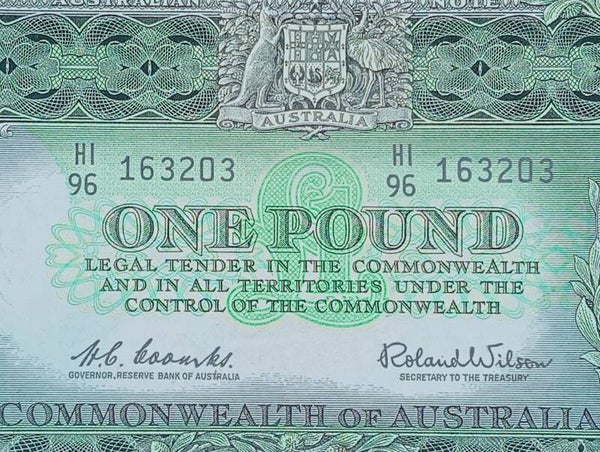 AUSTRALIAN NOTE
AUSTRALIA
HI 96 163203 HI 96 163203
ONE POUND
LEGAL TENDER IN THE COMMONWEALTH
AND IN ALL TERRITORIES UNDER THE
CONTROL OF THE COMMONWEALTH
H.C. Coombs. Roland Wilson
GOVERNOR, RESERVE BANK OF AUSTRALIA SECRETARY TO THE TREASURY
COMMONWEALTH OF AUSTRALIA